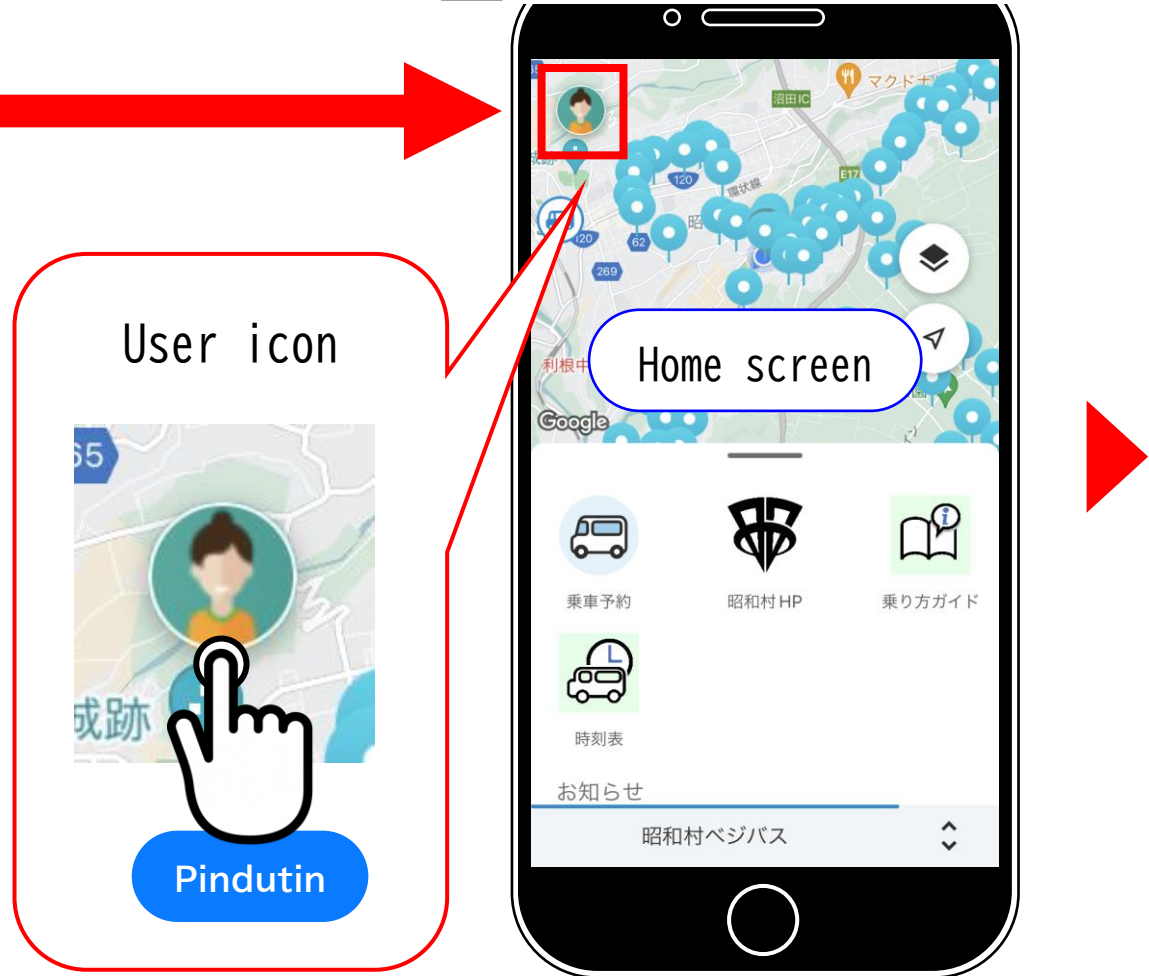 User icon
65
成跡
Pindutin
沼田IC
マクドナ
120
環状線
E17
昭
120
62
269
利根中
Google
Home screen
乗車予約
昭和村HP
乗り方ガイド
時刻表
お知らせ
昭和村ベジバス